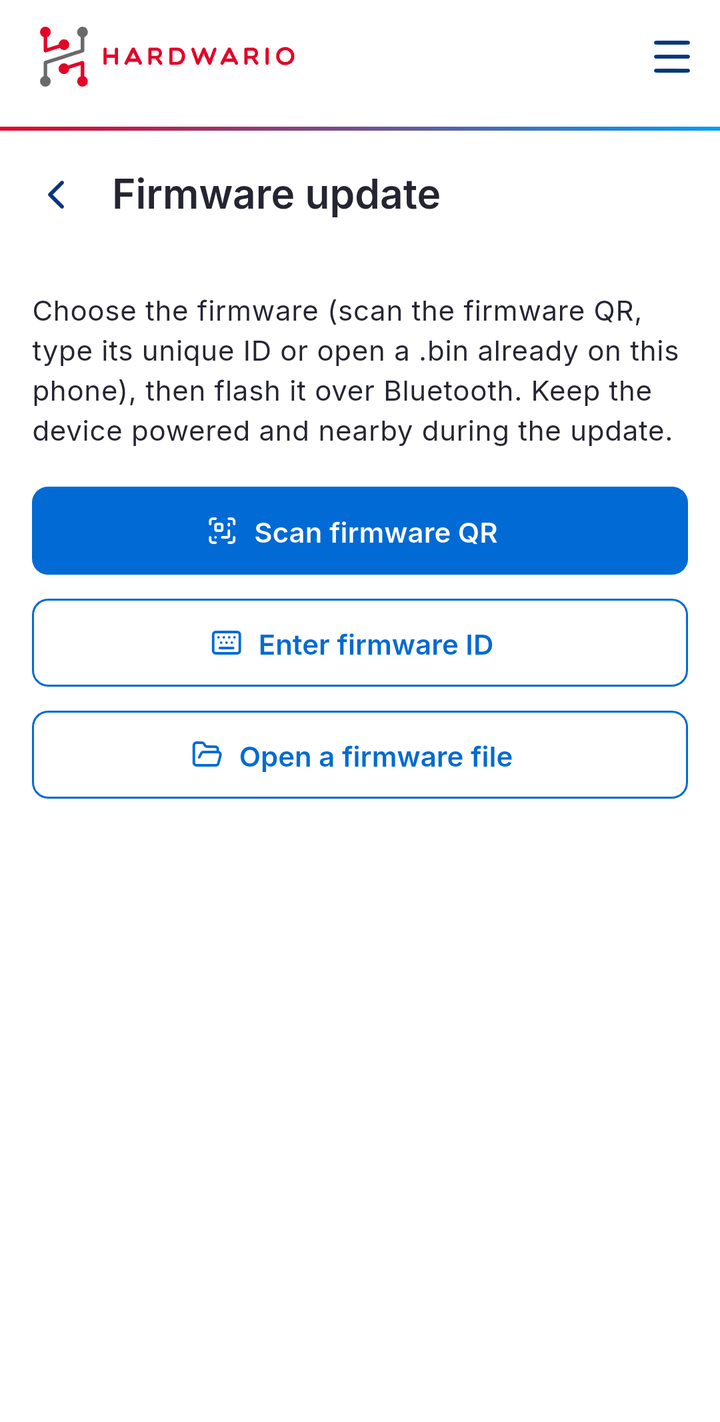 HARDWARIO
Firmware update
Choose the firmware (scan the firmware QR,
type its unique ID or open a .bin already on this
phone), then flash it over Bluetooth. Keep the
device powered and nearby during the update.
Scan firmware QR
Enter firmware ID
Open a firmware file